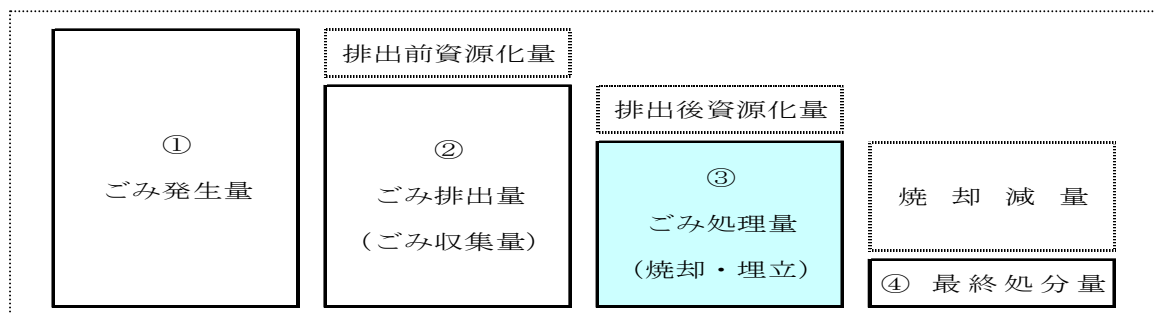 ①
ごみ発生量
排出前資源化量
②
ごみ排出量
(ごみ収集量)
排出後資源化量
③
ごみ処理量
(焼却・埋立)
焼却減量
④ 最終処分量